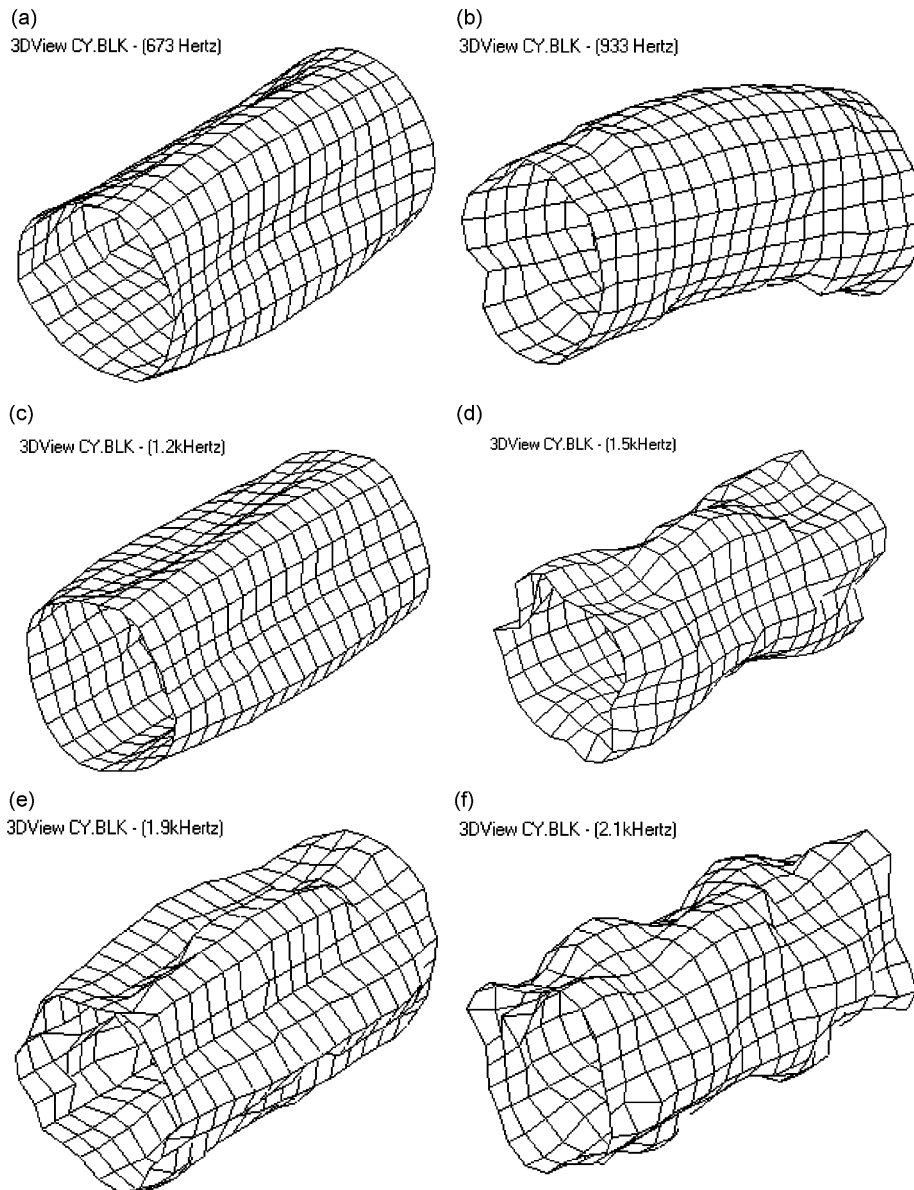 (a)
3DView CY.BLK - (673 Hertz)
(b)
3DView CY.BLK - (933 Hertz)
(c)
3DView CY.BLK - (1.2kHertz)
(d)
3DView CY.BLK - (1.5kHertz)
(e)
3DView CY.BLK - (1.9kHertz)
(f)
3DView CY.BLK - (2.1kHertz)